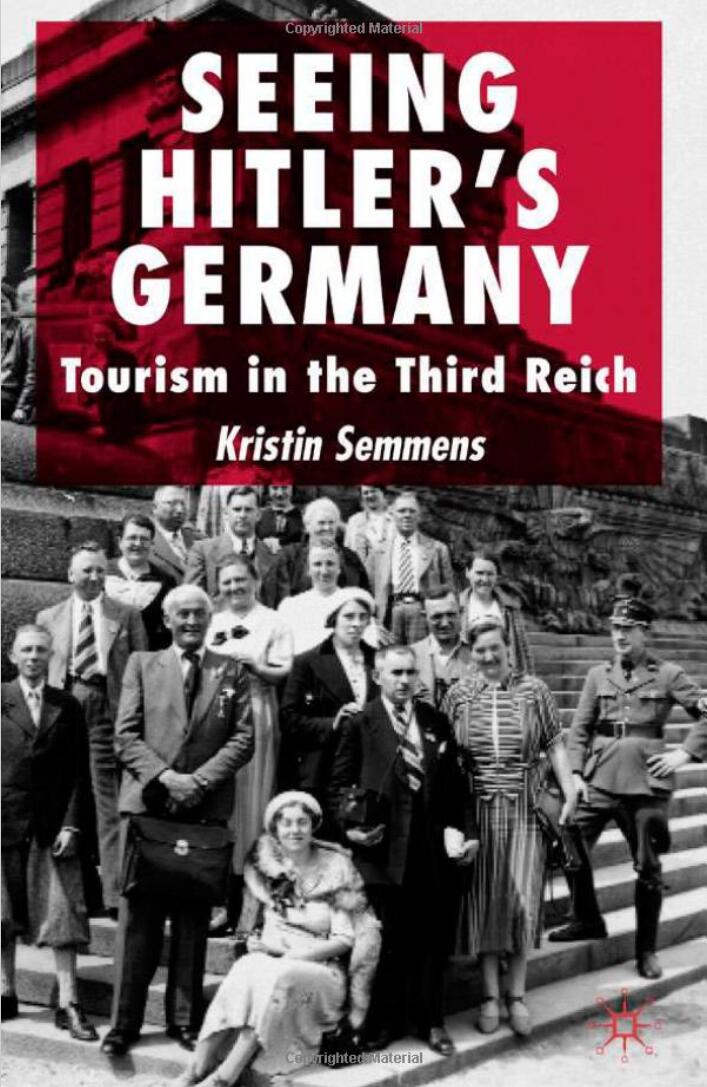 Copyrighted Material
SEEING
HITLER'S
GERMANY
Tourism in the Third Reich
Kristin Semmens
Copyrighted Material